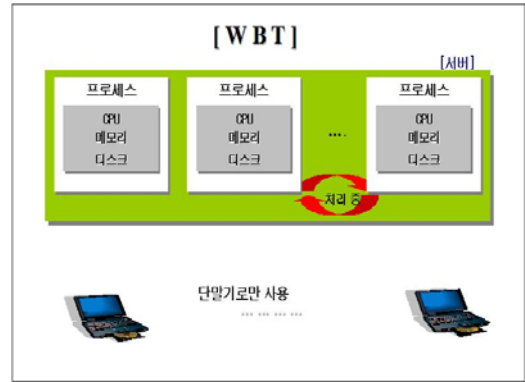 [WBT]
[서버]
프로세스 프로세스 프로세스
CPU CPU CPU
메모리 메모리 .... 메모리
디스크 디스크 디스크
처리 중
단말기로만 사용
... ... ... ...